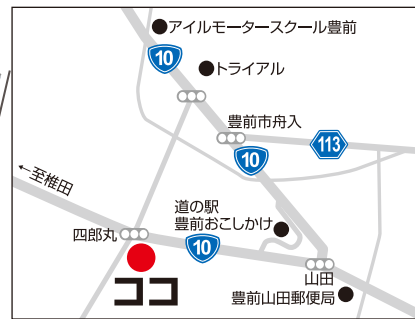 アイルモータースクール豊前
10
トライアル
豊前市舟入
113
10
←至椎田
道の駅
豊前おこしかけ
四郎丸
10
山田
ココ
豊前山田郵便局